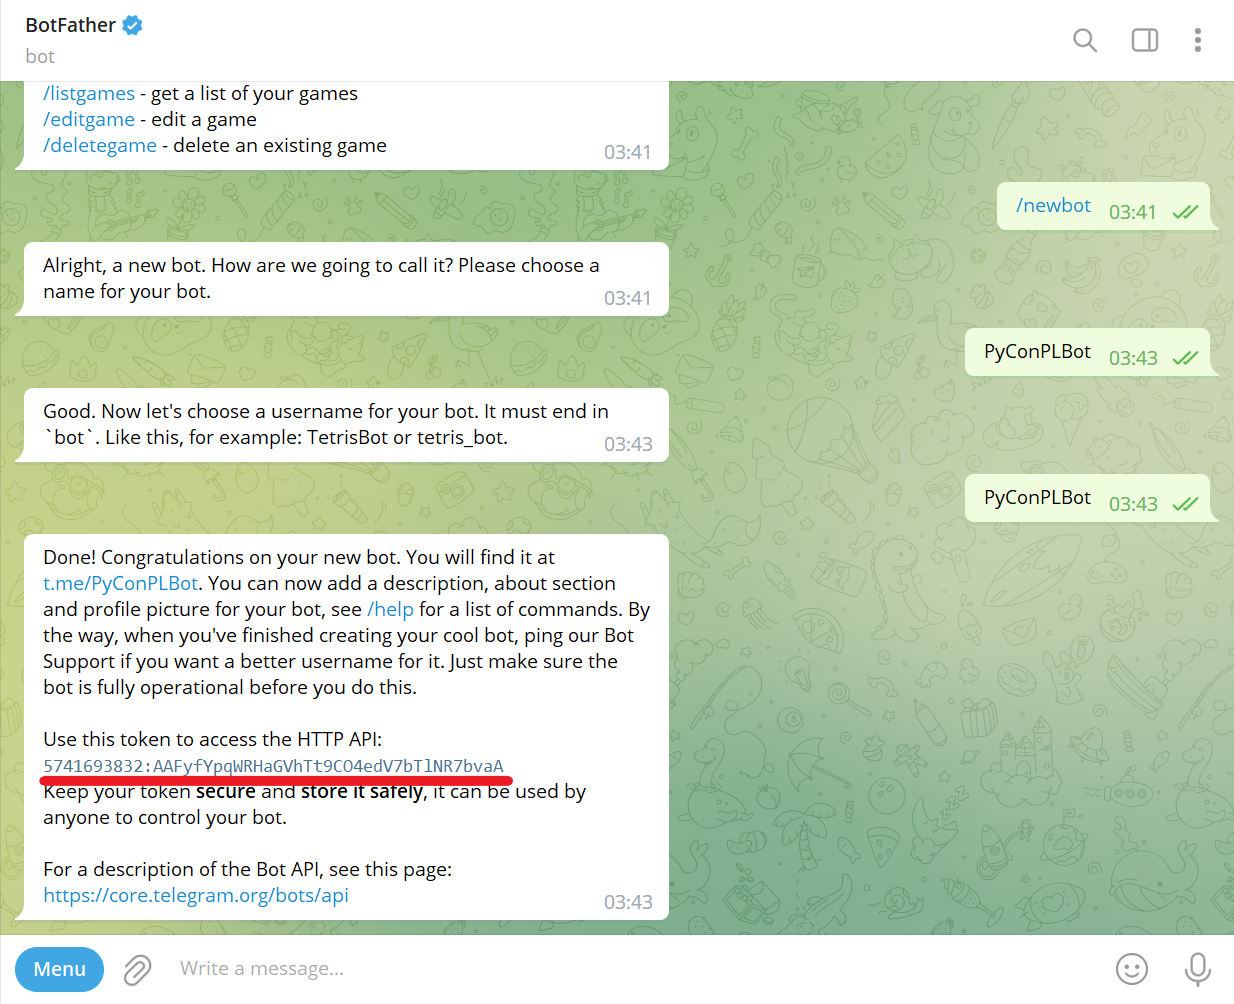 BotFather
bot
/listgames - get a list of your games
/editgame - edit a game
/deletegame - delete an existing game
03:41
/newbot 03:41
Alright, a new bot. How are we going to call it? Please choose a
name for your bot.
03:41
PyConPLBot 03:43
Good. Now let's choose a username for your bot. It must end in
`bot`. Like this, for example: TetrisBot or tetris_bot.
03:43
PyConPLBot 03:43
Done! Congratulations on your new bot. You will find it at
t.me/PyConPLBot. You can now add a description, about section
and profile picture for your bot, see /help for a list of commands. By
the way, when you've finished creating your cool bot, ping our Bot
Support if you want a better username for it. Just make sure the
bot is fully operational before you do this.
Use this token to access the HTTP API:
5741693832:AAFyfYpqWRHaGVhTt9CO4edV7bTlNR7bvaA
Keep your token secure and store it safely, it can be used by
anyone to control your bot.
For a description of the Bot API, see this page:
https://core.telegram.org/bots/api
03:43
Menu
Write a message...